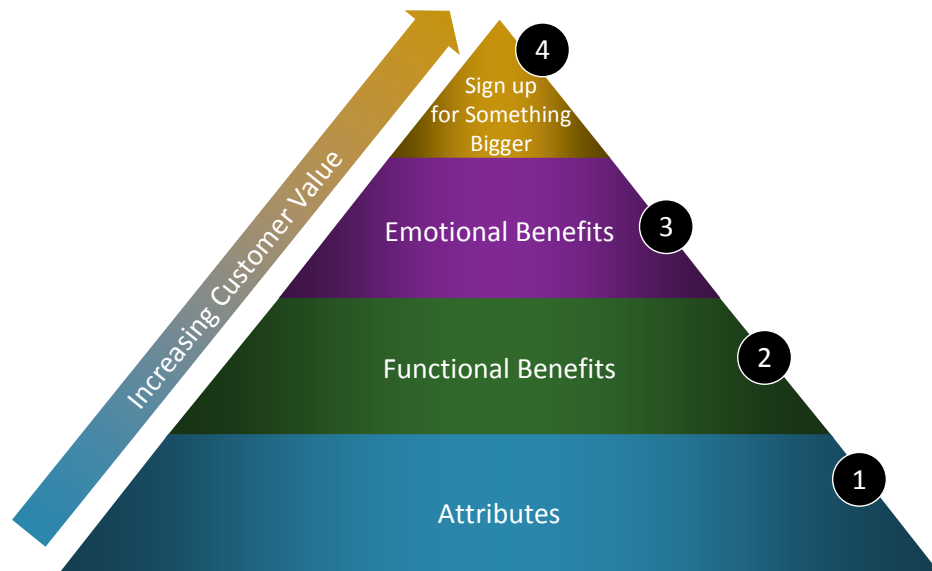 4
Sign up
for Something
Bigger
Increasing Customer Value
Emotional Benefits
3
Functional Benefits
2
Attributes
1